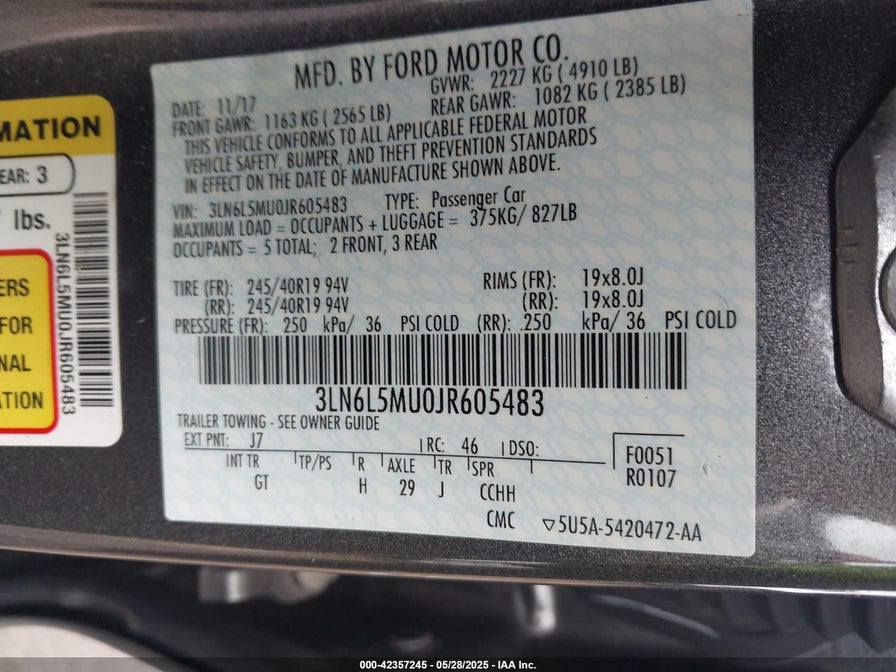 MATION
EAR: 3
lbs.
ERS
FOR
NAL
3LN6L5MU0JR605483
MFD. BY FORD MOTOR CO.
DATE: 11/17 GVWR: 2227 KG ( 4910 LB)
FRONT GAWR: 1163 KG ( 2565 LB) REAR GAWR: 1082 KG ( 2385 LB)
THIS VEHICLE CONFORMS TO ALL APPLICABLE FEDERAL MOTOR
VEHICLE SAFETY, BUMPER, AND THEFT PREVENTION STANDARDS
IN EFFECT ON THE DATE OF MANUFACTURE SHOWN ABOVE.
VIN: 3LN6L5MU0JR605483 TYPE: Passenger Car
MAXIMUM LOAD = OCCUPANTS + LUGGAGE = 375KG/ 827LB
OCCUPANTS = 5 TOTAL; 2 FRONT, 3 REAR
TIRE (FR): 245/40R19 94V RIMS (FR): 19x8.0J
(RR): 245/40R19 94V (RR): 19x8.0J
PRESSURE (FR): 250 kPa/ 36 PSI COLD (RR): 250 kPa/ 36 PSI COLD
3LN6L5MU0JR605483
TRAILER TOWING - SEE OWNER GUIDE
EXT PNT: J7 RC: 46 DSO: F0051
INT TR TP/PS R AXLE TR SPR R0107
GT H 29 J CCHH
CMC ▽5U5A-5420472-AA
000-42357245 - 05/28/2025 - IAA Inc.